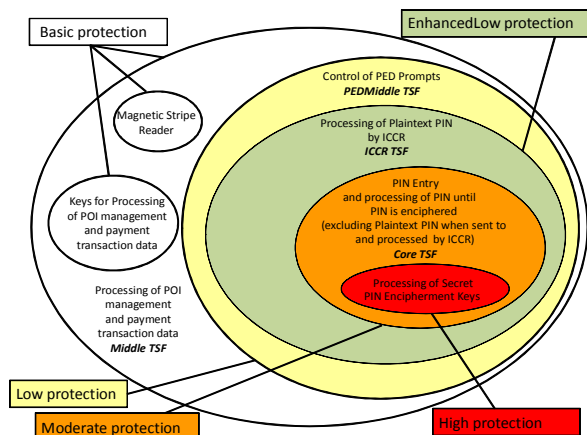 Basic protection
EnhancedLow protection
Control of PED Prompts
PEDMiddle TSF
Magnetic Stripe
Reader
Processing of Plaintext PIN
by ICCR
ICCR TSF
Keys for Processing
of POI management
and payment
transaction data
PIN Entry
and processing of PIN until
PIN is enciphered
(excluding Plaintext PIN when sent to
and processed by ICCR)
Core TSF
Processing of Secret
PIN Encipherment Keys
Processing of POI
management
and payment
transaction data
Middle TSF
Low protection
Moderate protection
High protection